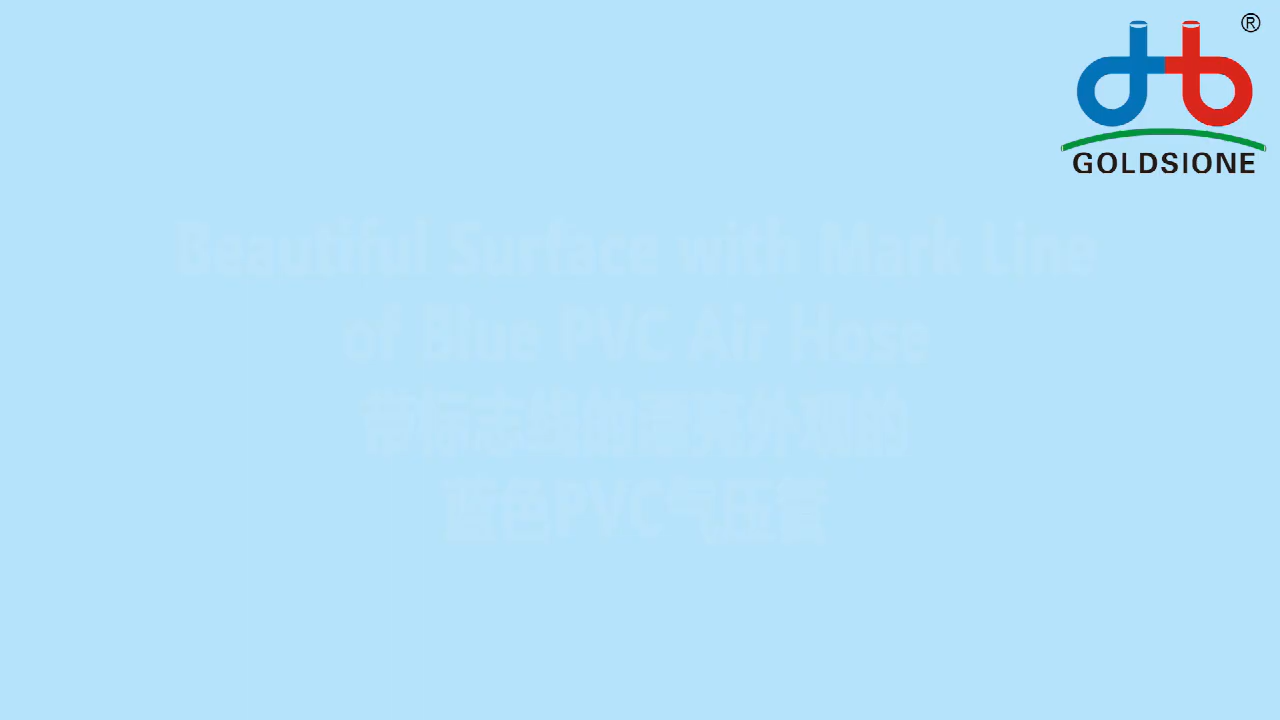 ®
GOLDSIONE
Beautiful Surface with Mark Line
of Blue PVC Air Hose
带标志线的漂亮外观的
蓝色PVC气压管